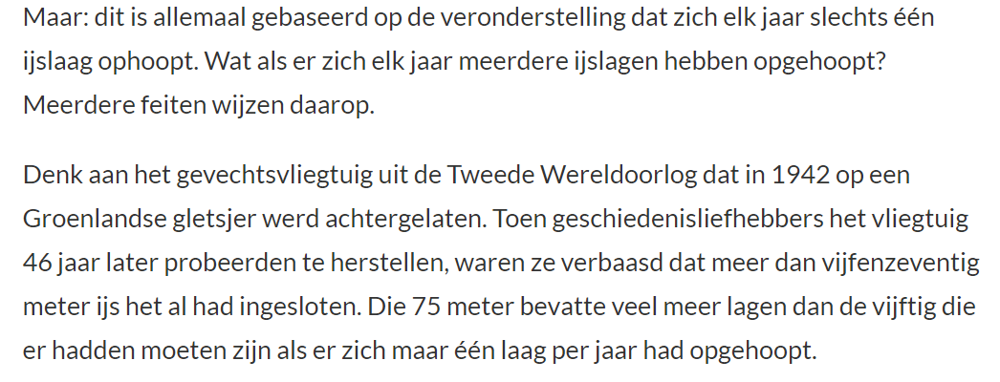 Maar: dit is allemaal gebaseerd op de veronderstelling dat zich elk jaar slechts één
ijslaag ophoopt. Wat als er zich elk jaar meerdere ijslagen hebben opgehoopt?
Meerdere feiten wijzen daarop.
Denk aan het gevechtsvliegtuig uit de Tweede Wereldoorlog dat in 1942 op een
Groenlandse gletsjer werd achtergelaten. Toen geschiedenisliefhebbers het vliegtuig
46 jaar later probeerden te herstellen, waren ze verbaasd dat meer dan vijfenzeventig
meter ijs het al had ingesloten. Die 75 meter bevatte veel meer lagen dan de vijftig die
er hadden moeten zijn als er zich maar één laag per jaar had opgehoopt.